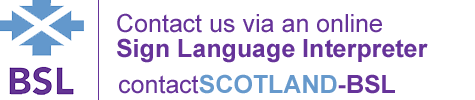 BSL
Contact us via an online
Sign Language Interpreter
contactSCOTLAND-BSL